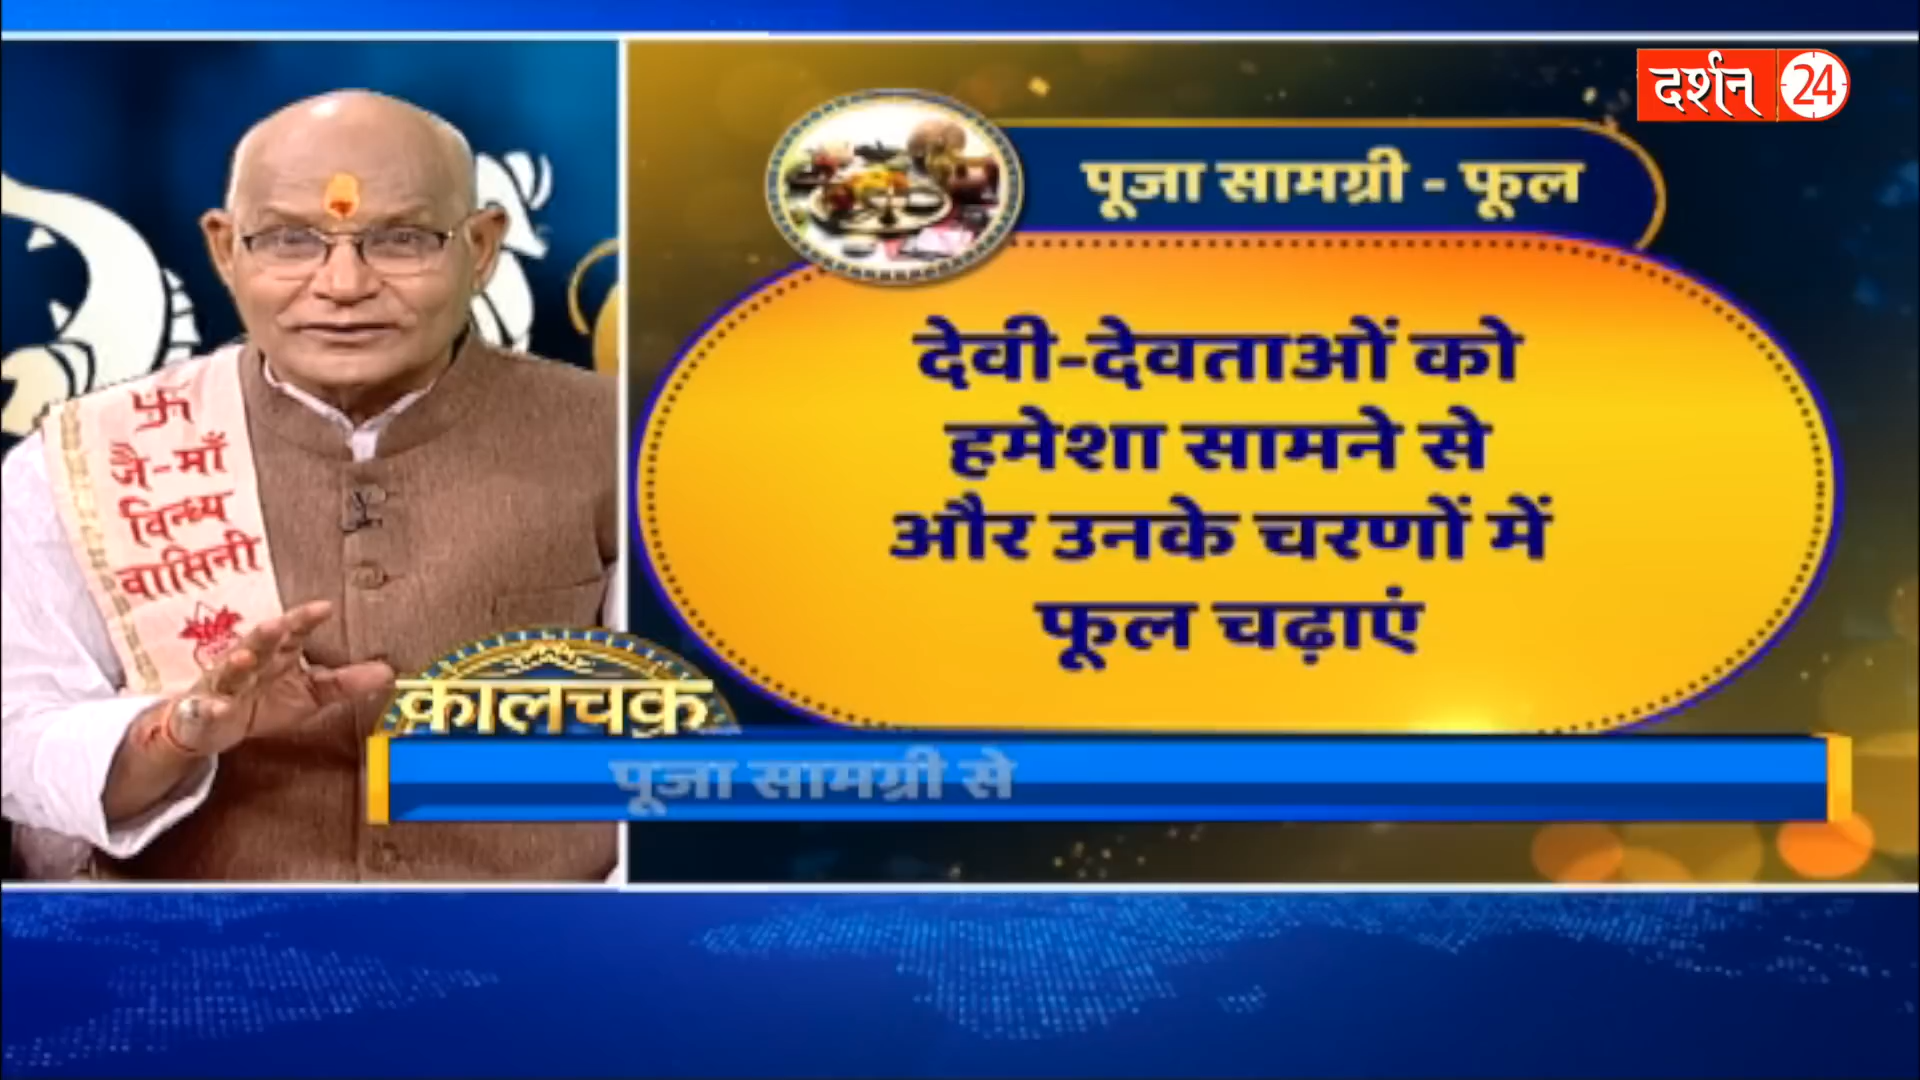 दर्शन 24
पूजा सामग्री - फूल
देवी-देवताओं को
हमेशा सामने से
और उनके चरणों में
फूल चढ़ाएं
जै-माँ
विन्ध्य
वासिनी
कालचक्र
पूजा सामग्री से